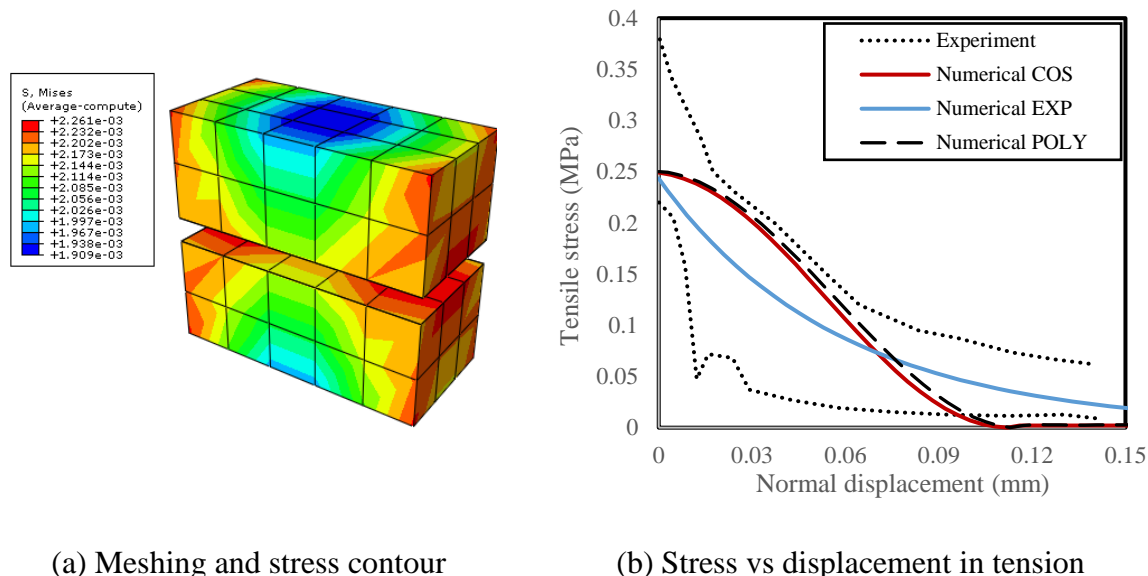 S, Mises
(Average-compute)
+2.261e-03
+2.232e-03
+2.202e-03
+2.173e-03
+2.144e-03
+2.114e-03
+2.085e-03
+2.056e-03
+2.026e-03
+1.997e-03
+1.967e-03
+1.938e-03
+1.909e-03
Tensile stress (MPa)
0.4
0.35
0.3
0.25
0.2
0.15
0.1
0.05
0
Experiment
Numerical COS
Numerical EXP
Numerical POLY
0 0.03 0.06 0.09 0.12 0.15
Normal displacement (mm)
(a) Meshing and stress contour
(b) Stress vs displacement in tension